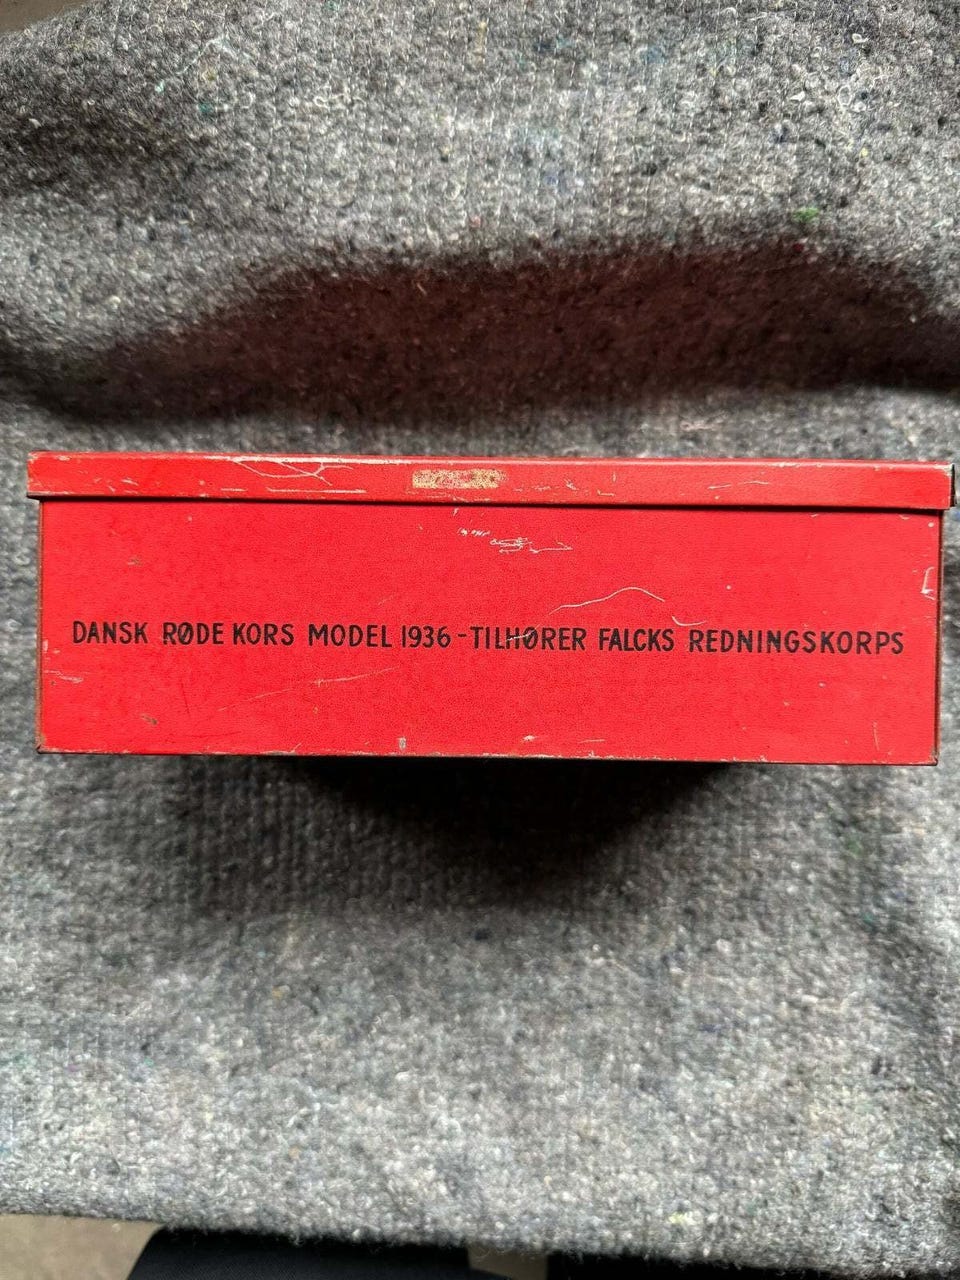 DANSK RØDE KORS MODEL 1936 - TILHØRER FALCKS REDNINGSKORPS